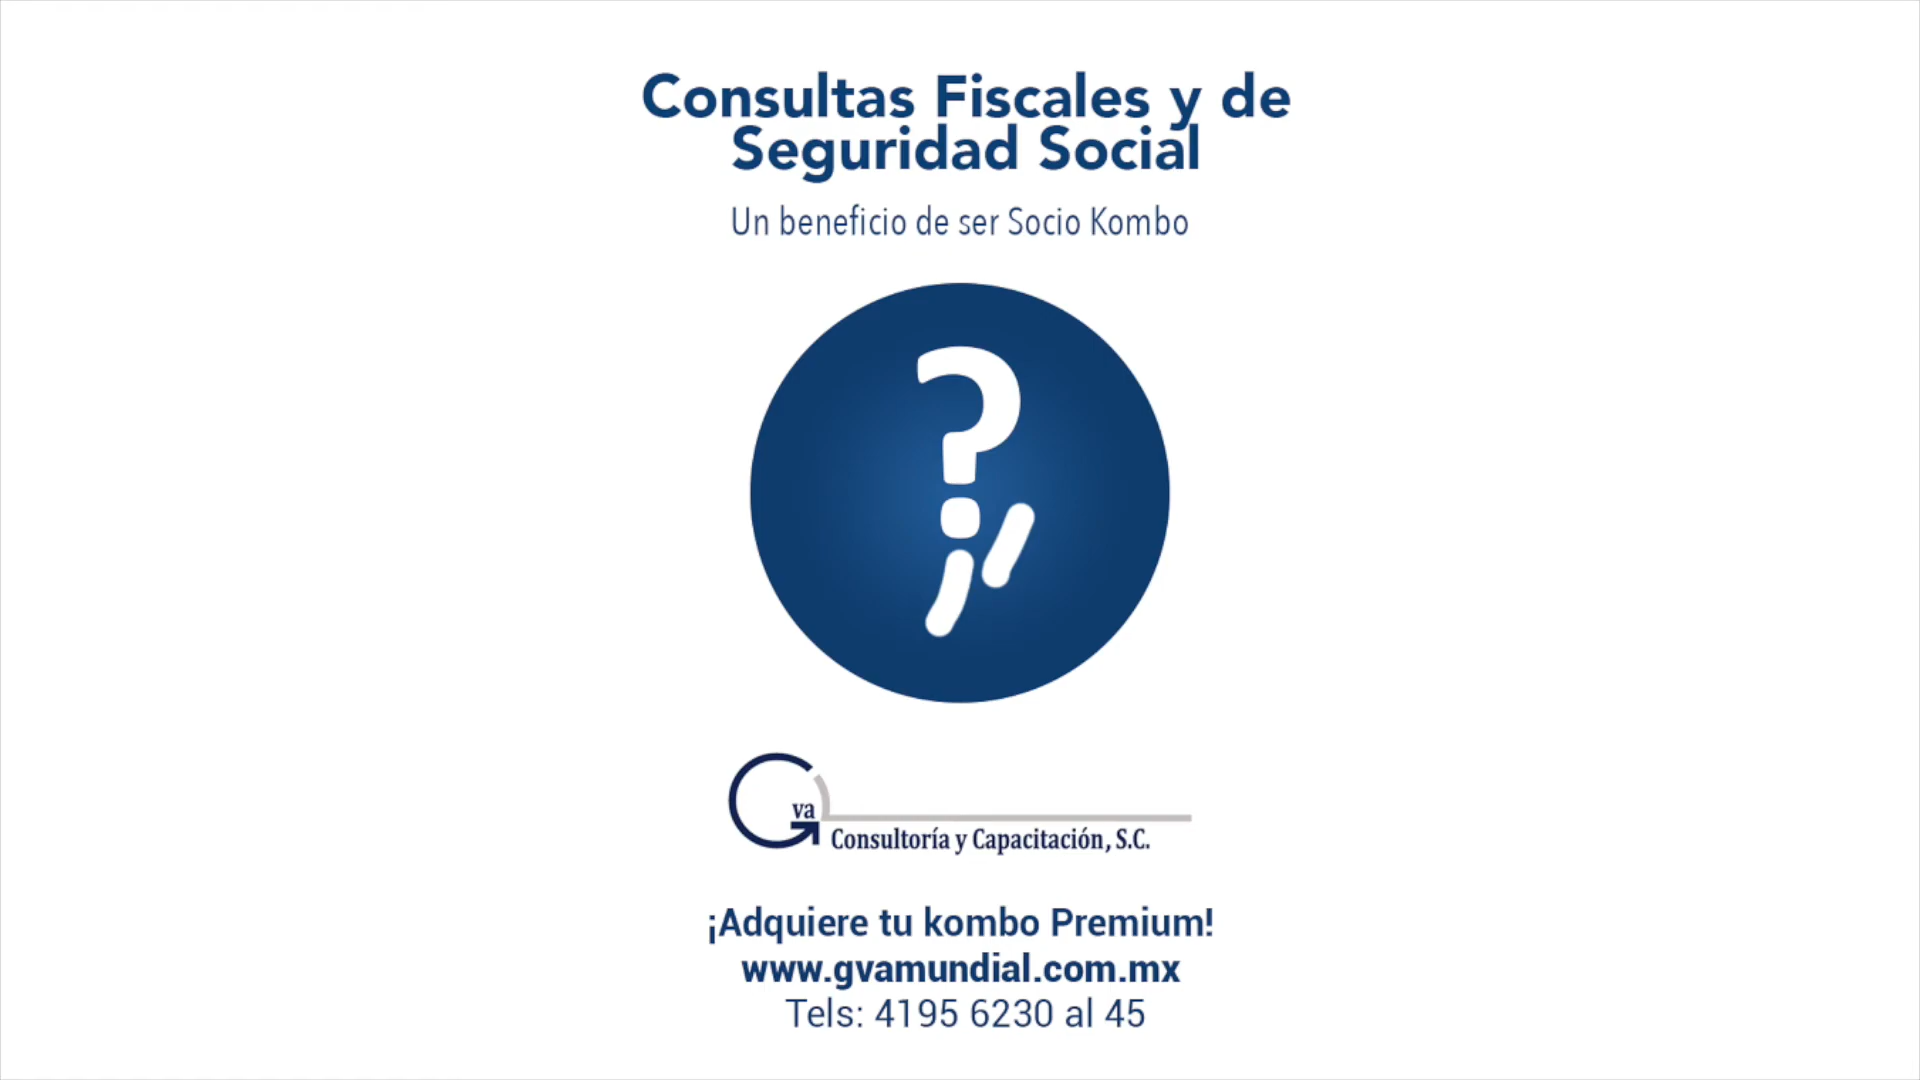 Consultas Fiscales y de
Seguridad Social
Un beneficio de ser Socio Kombo
?
Gva
Consultoría y Capacitación, S.C.
¡Adquiere tu kombo Premium!
www.gvamundial.com.mx
Tels: 4195 6230 al 45